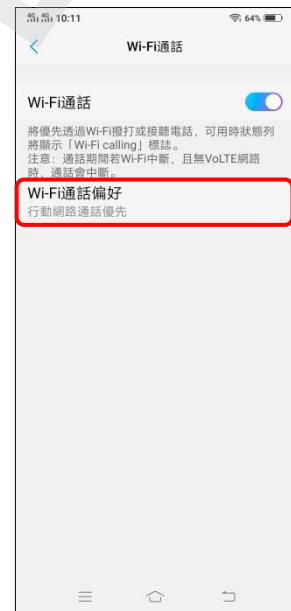 4G 4G 10:11 64%
Wi-Fi通話
Wi-Fi通話
將優先透過Wi-Fi撥打或接聽電話，可用時狀態列
將顯示「Wi-Fi calling」標誌。
注意：通話期間若Wi-Fi中斷，且無VoLTE網路
時，通話會中斷。
Wi-Fi通話偏好
行動網路通話優先